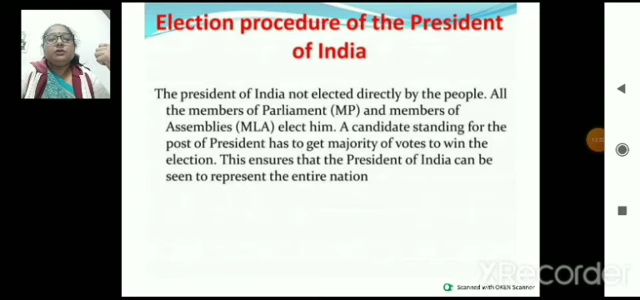 Election procedure of the President
of India
The president of India not elected directly by the people. All
the members of Parliament (MP) and members of
Assemblies (MLA) elect him. A candidate standing for the
post of President has to get majority of votes to win the
election. This ensures that the President of India can be
seen to represent the entire nation
XRecorder
Scanned with OKEN Scanner